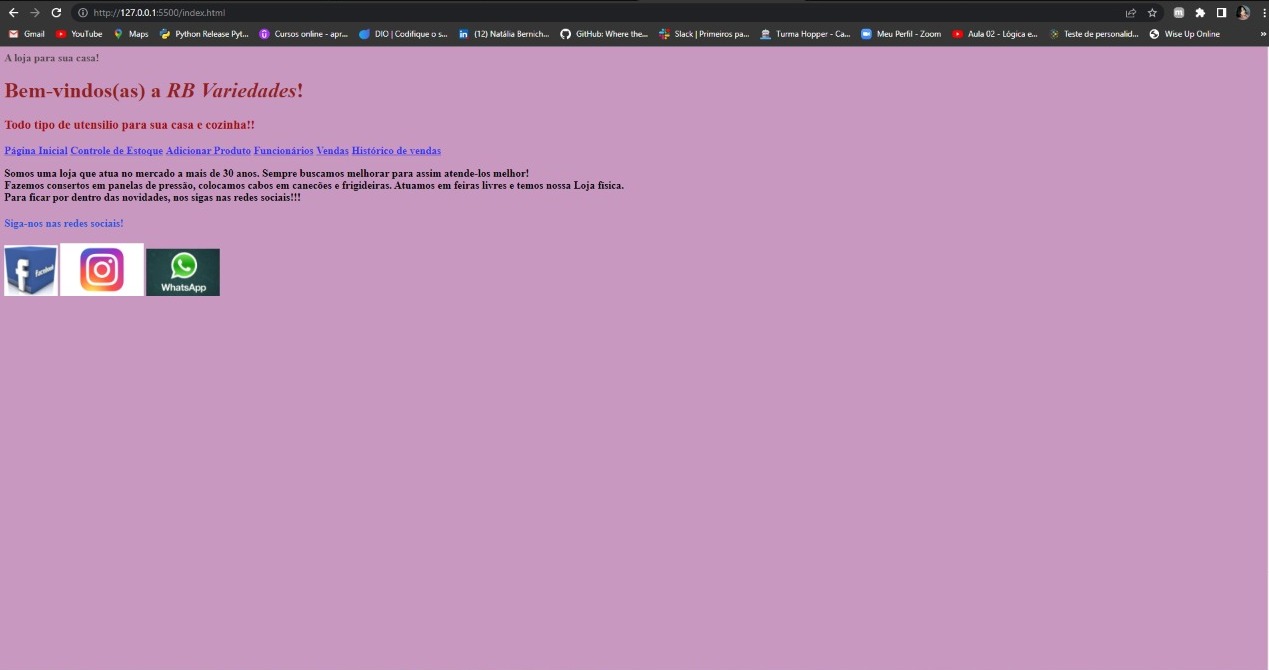 http://127.0.0.1:5500/index.html
Gmail YouTube Maps Python Release Pyt... Cursos online - apr... DIO | Codifique o s... (12) Natália Bernich... GitHub: Where the... Slack | Primeiros pa... Turma Hopper - Ca... Meu Perfil - Zoom Aula 02 - Lógica e... Teste de personalid... Wise Up Online »
A loja para sua casa!
Bem-vindos(as) a RB Variedades!
Todo tipo de utensilio para sua casa e cozinha!!
Página Inicial Controle de Estoque Adicionar Produto Funcionários Vendas Histórico de vendas
Somos uma loja que atua no mercado a mais de 30 anos. Sempre buscamos melhorar para assim atende-los melhor!
Fazemos consertos em panelas de pressão, colocamos cabos em canecões e frigideiras. Atuamos em feiras livres e temos nossa Loja fisica.
Para ficar por dentro das novidades, nos sigas nas redes sociais!!!
Siga-nos nas redes sociais!
facebook
WhatsApp